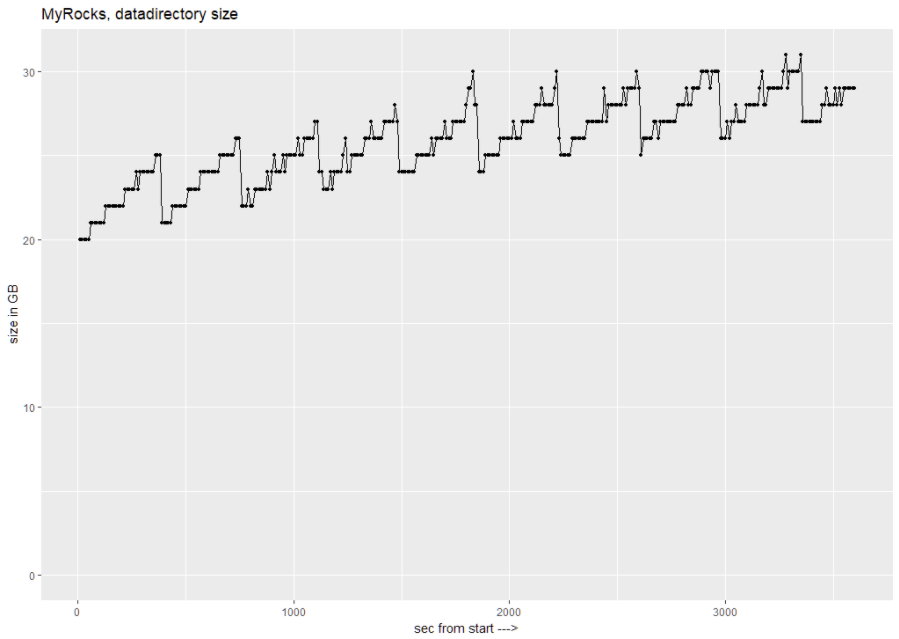 MyRocks, datadirectory size
size in GB
30
20
10
0
0 1000 2000 3000
sec from start --->